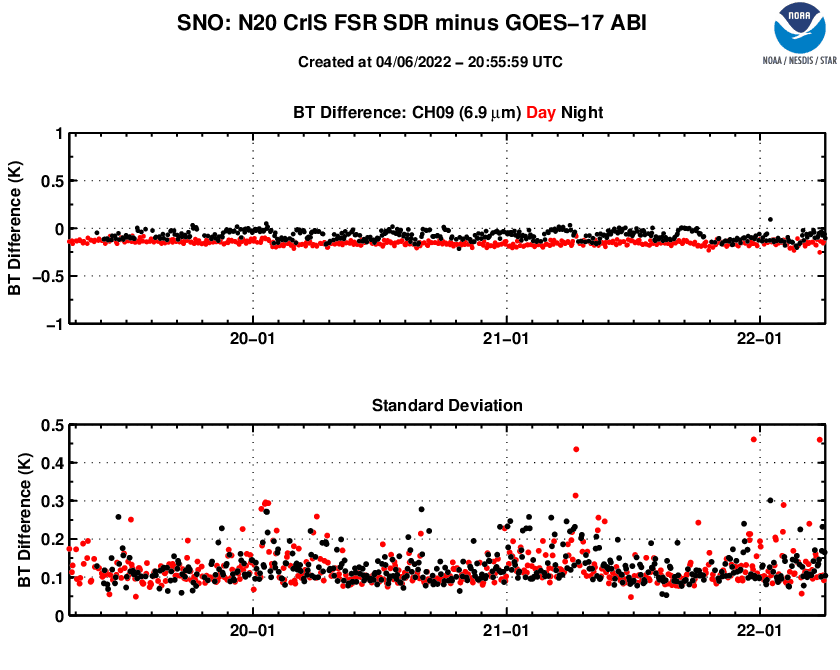 SNO: N20 CrIS FSR SDR minus GOES−17 ABI
NOAA
NOAA / NESDIS / STAR
Created at 04/06/2022 − 20:55:59 UTC
BT Difference: CH09 (6.9 μm) Day Night
BT Difference (K)
1
0.5
0
−0.5
−1
20−01
21−01
22−01
Standard Deviation
BT Difference (K)
0.5
0.4
0.3
0.2
0.1
0
20−01
21−01
22−01